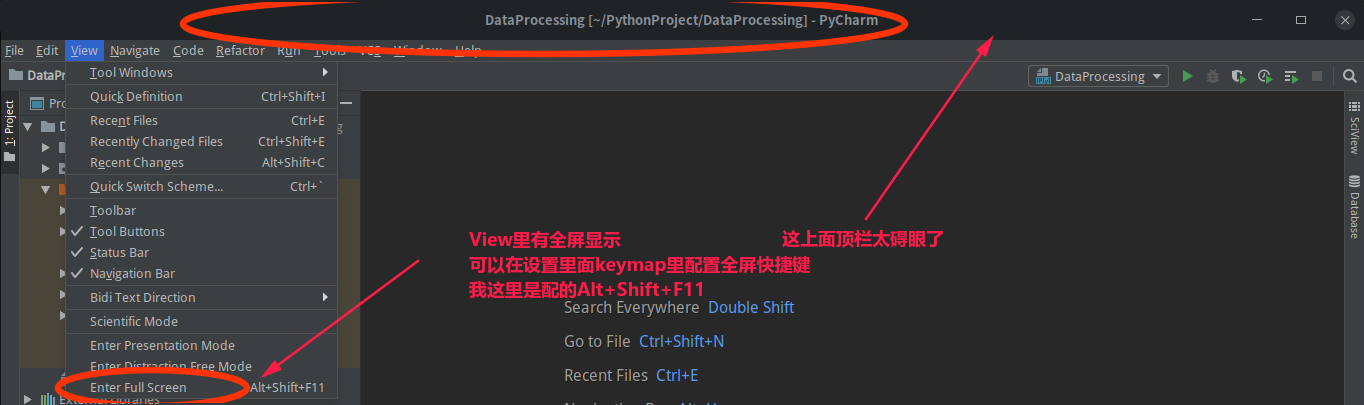 DataProcessing [~/PythonProject/DataProcessing] - PyCharm
File Edit View Navigate Code Refactor Run Tools VCS Window Help
DataPr
DataProcessing
Tool Windows
Quick Definition Ctrl+Shift+I
Recent Files Ctrl+E
Recently Changed Files Ctrl+Shift+E
Recent Changes Alt+Shift+C
Quick Switch Scheme... Ctrl+`
Toolbar
Tool Buttons
Status Bar
Navigation Bar
Bidi Text Direction
Scientific Mode
Enter Presentation Mode
Enter Distraction Free Mode
Enter Full Screen Alt+Shift+F11
External Libraries
1: Project
Pro
D
View里有全屏显示
可以在设置里面keymap里配置全屏快捷键
我这里是配的Alt+Shift+F11
这上面顶栏太碍眼了
Search Everywhere Double Shift
Go to File Ctrl+Shift+N
Recent Files Ctrl+E
SciView
Database